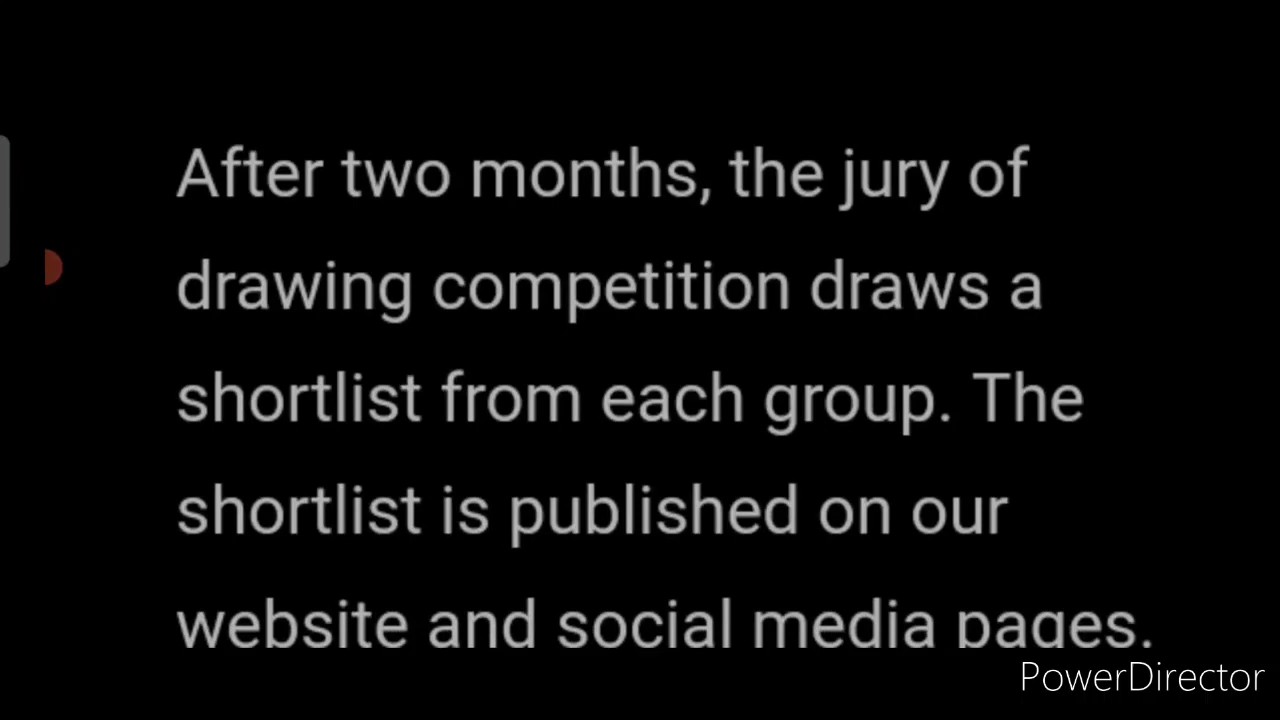 After two months, the jury of
drawing competition draws a
shortlist from each group. The
shortlist is published on our
website and social media pages.
PowerDirector